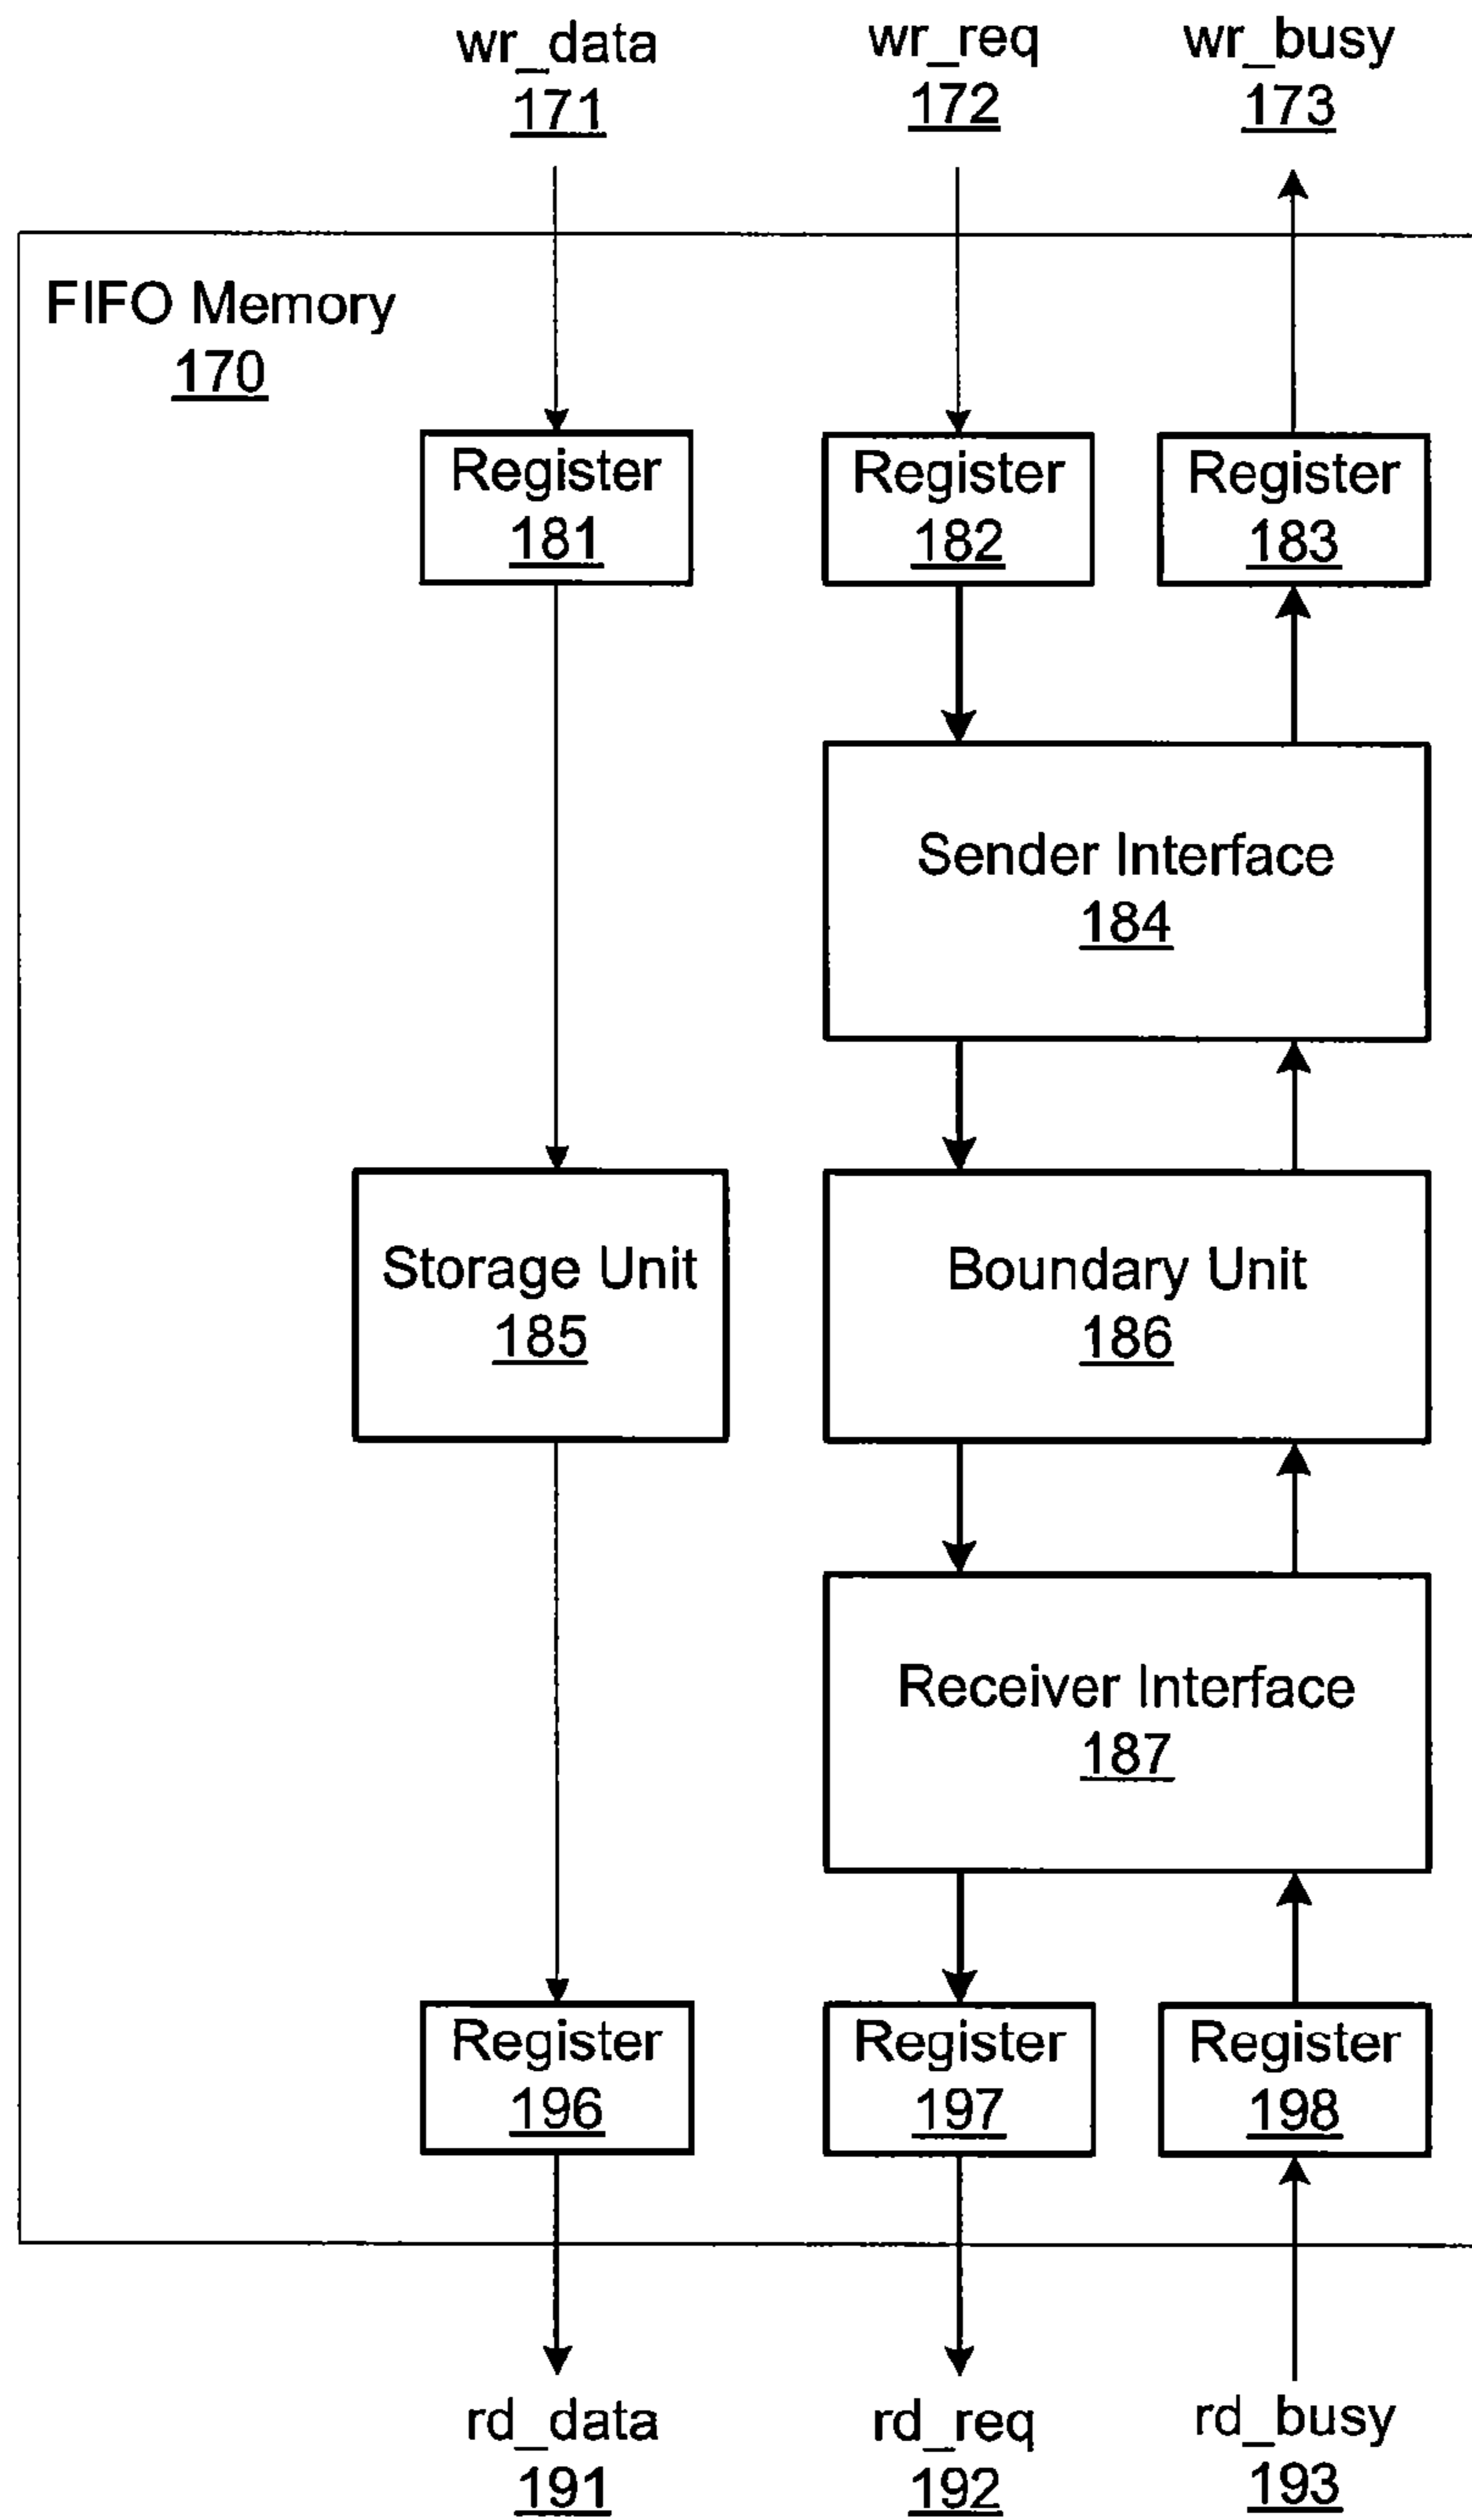 wr_data
171
wr_req
172
wr_busy
173
FIFO Memory
170
Register
181
Register
182
Register
183
Sender Interface
184
Storage Unit
185
Boundary Unit
186
Receiver Interface
187
Register
196
Register
197
Register
198
rd_data
191
rd_req
192
rd_busy
193